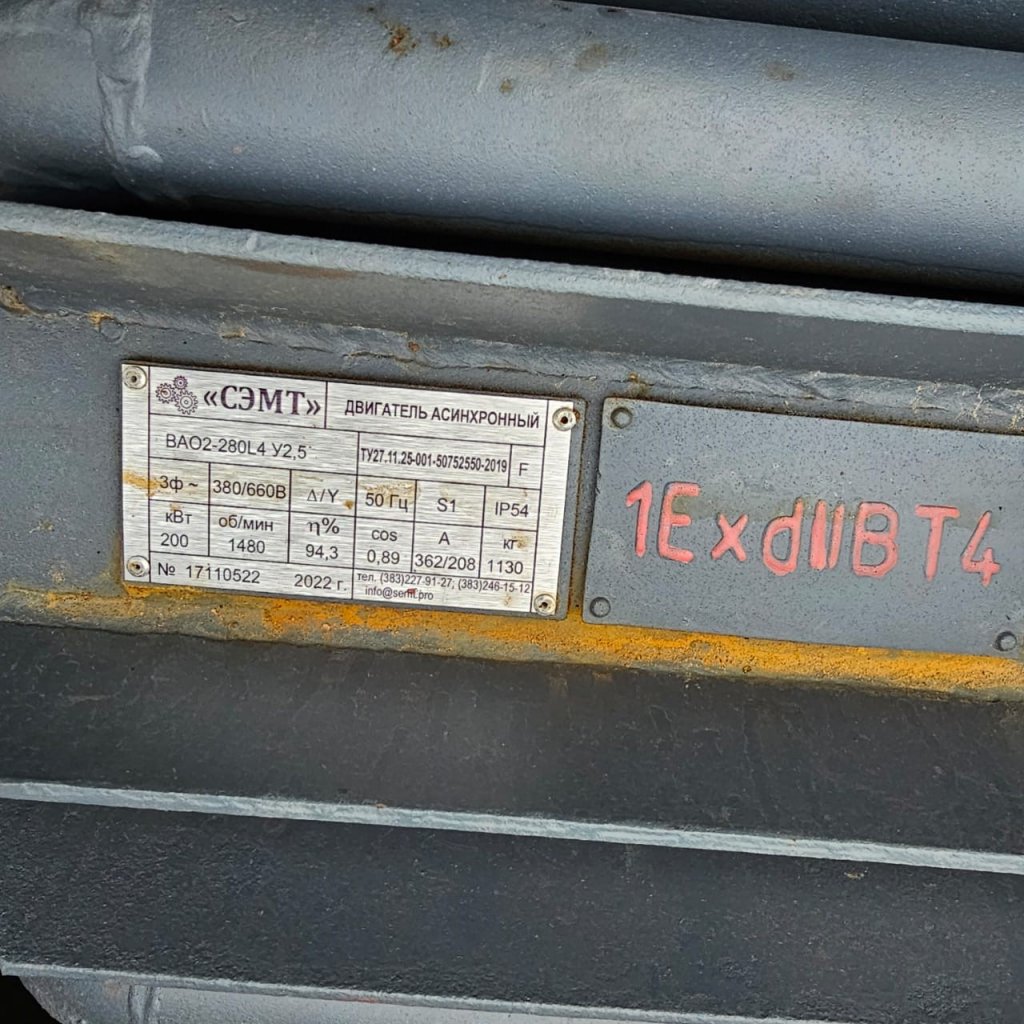 «СЭМТ» ДВИГАТЕЛЬ АСИНХРОННЫЙ
ВАО2-280L4 У2,5 ТУ27.11.25-001-50752550-2019 F
3ф ~ 380/660В Δ/Y 50 Гц S1 IP54
кВт об/мин η% cos А кг
200 1480 94,3 0,89 362/208 1130
№ 17110522 2022 г. тел. (383)227-91-27; (383)246-15-12
info@semt.pro
1ExdIIBT4